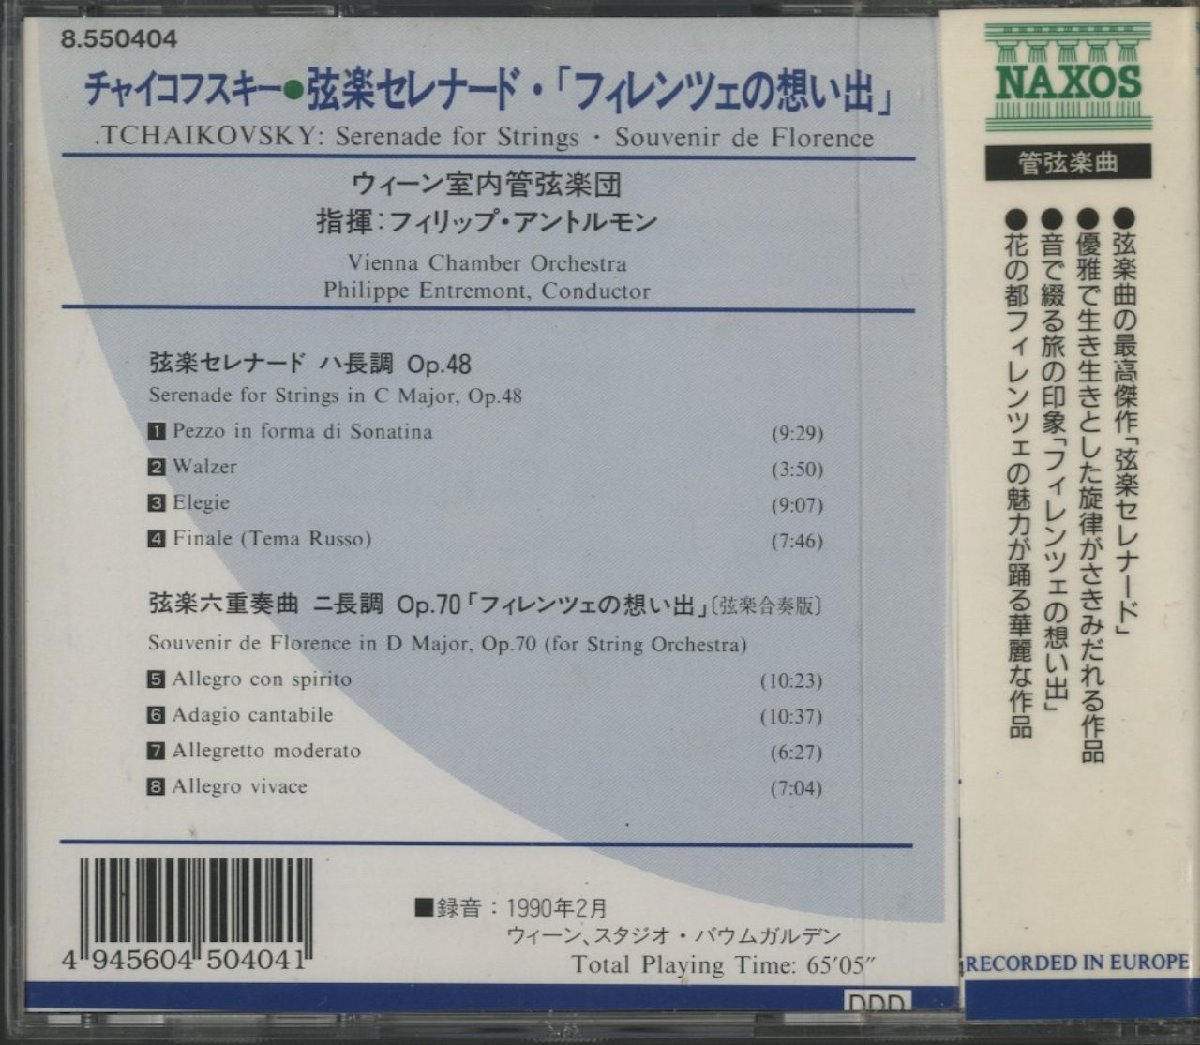 8.550404
チャイコフスキー●弦楽セレナード・「フィレンツェの想い出」
TCHAIKOVSKY: Serenade for Strings · Souvenir de Florence
ウィーン室内管弦楽団
指揮:フィリップ・アントルモン
Vienna Chamber Orchestra
Philippe Entremont, Conductor
弦楽セレナード ハ長調 Op.48
Serenade for Strings in C Major, Op.48
1 Pezzo in forma di Sonatina (9:29)
2 Walzer (3:50)
3 Elegie (9:07)
4 Finale (Tema Russo) (7:46)
弦楽六重奏曲 ニ長調 Op.70「フィレンツェの想い出」〔弦楽合奏版〕
Souvenir de Florence in D Major, Op.70 (for String Orchestra)
5 Allegro con spirito (10:23)
6 Adagio cantabile (10:37)
7 Allegretto moderato (6:27)
8 Allegro vivace (7:04)
4 945604 504041
■録音:1990年2月
ウィーン、スタジオ・バウムガルデン
Total Playing Time: 65'05"
DDD
NAXOS
管弦楽曲
●弦楽曲の最高傑作「弦楽セレナード」
●優雅で生き生きとした旋律がさきみだれる作品
●音で綴る旅の印象「フィレンツェの想い出」
●花の都フィレンツェの魅力が踊る華麗な作品
RECORDED IN EUROPE